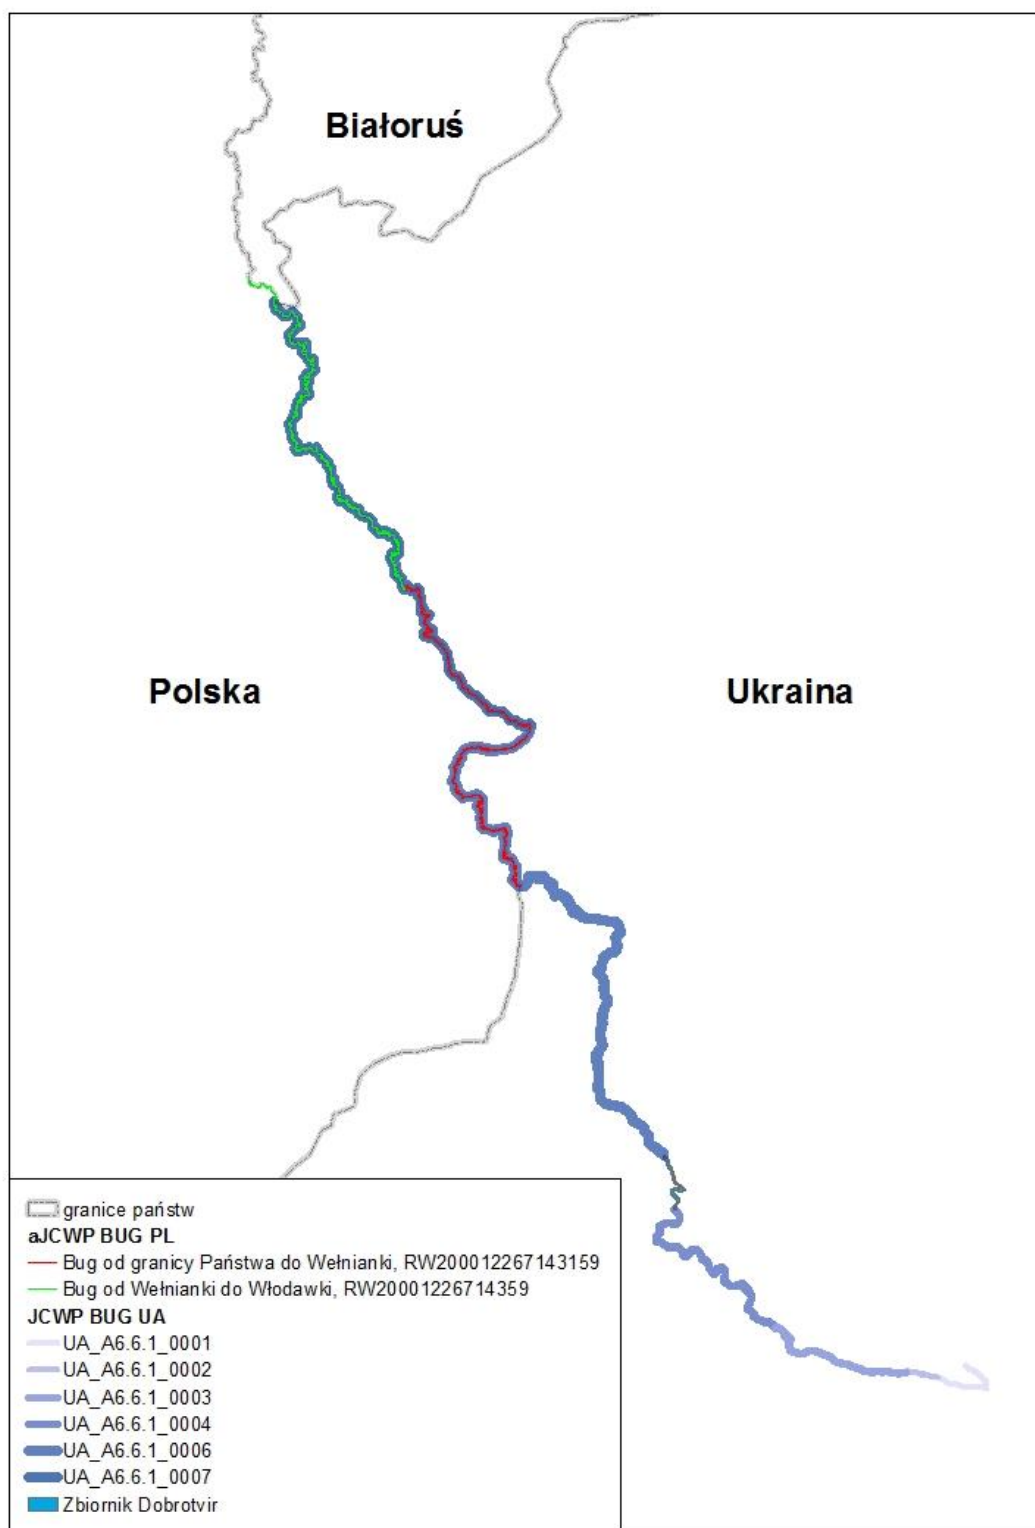 Białoruś
Polska
Ukraina
granice państw
aJCWP BUG PL
Bug od granicy Państwa do Wełnianki, RW200012267143159
Bug od Wełnianki do Włodawki, RW20001226714359
JCWP BUG UA
UA_A6.6.1_0001
UA_A6.6.1_0002
UA_A6.6.1_0003
UA_A6.6.1_0004
UA_A6.6.1_0006
UA_A6.6.1_0007
Zbiornik Dobrotvir